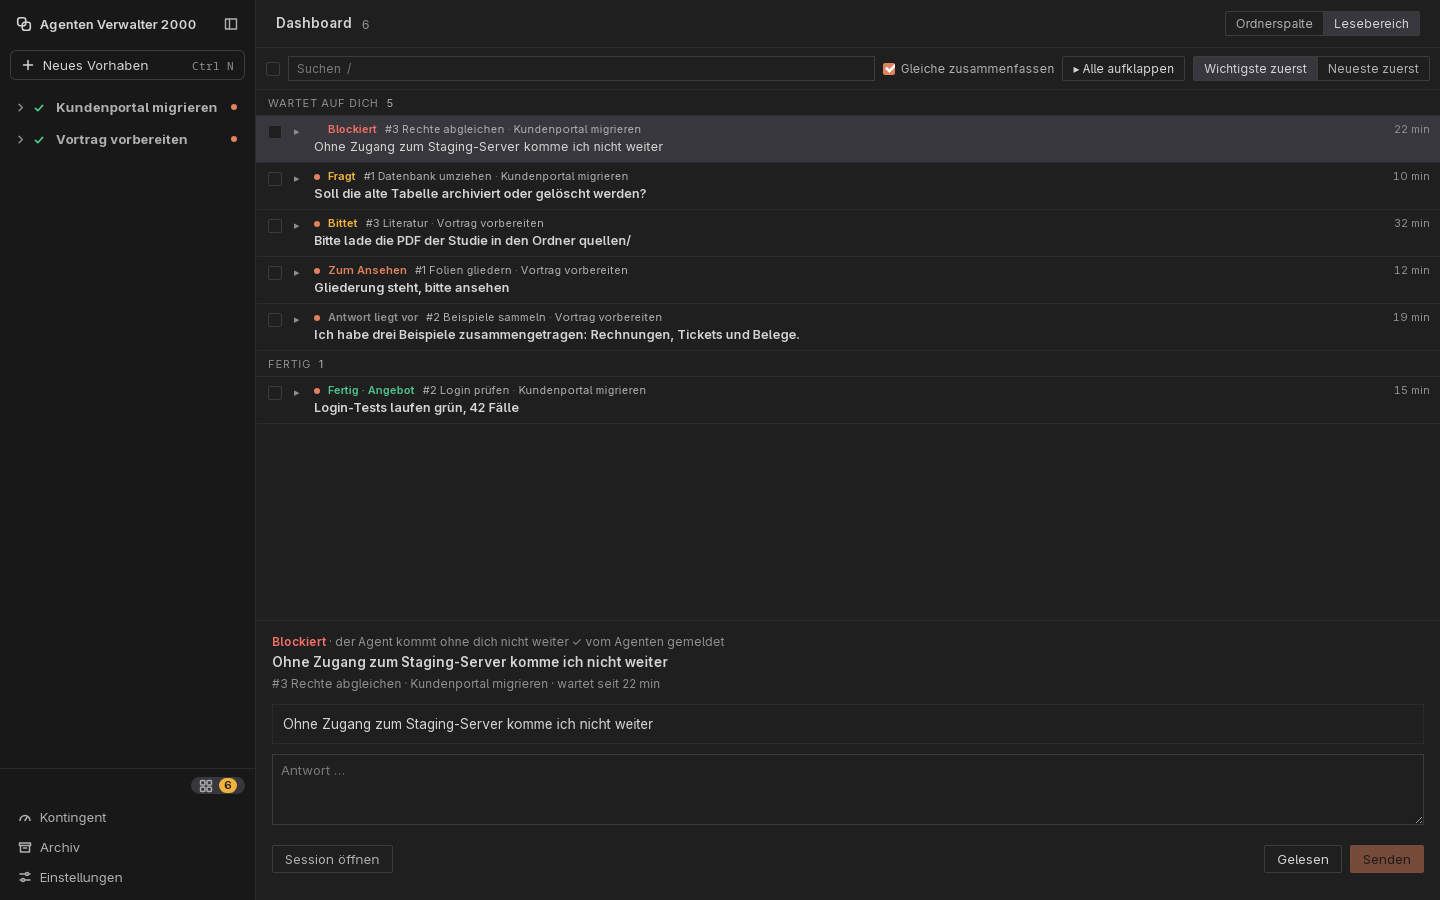 Agenten Verwalter 2000
Neues Vorhaben Ctrl N
Kundenportal migrieren
Vortrag vorbereiten
6
Kontingent
Archiv
Einstellungen
Dashboard 6
Ordnerspalte Lesebereich
Suchen /
Gleiche zusammenfassen
▸ Alle aufklappen
Wichtigste zuerst Neueste zuerst
WARTET AUF DICH 5
Blockiert #3 Rechte abgleichen · Kundenportal migrieren 22 min
Ohne Zugang zum Staging-Server komme ich nicht weiter
Fragt #1 Datenbank umziehen · Kundenportal migrieren 10 min
Soll die alte Tabelle archiviert oder gelöscht werden?
Bittet #3 Literatur · Vortrag vorbereiten 32 min
Bitte lade die PDF der Studie in den Ordner quellen/
Zum Ansehen #1 Folien gliedern · Vortrag vorbereiten 12 min
Gliederung steht, bitte ansehen
Antwort liegt vor #2 Beispiele sammeln · Vortrag vorbereiten 19 min
Ich habe drei Beispiele zusammengetragen: Rechnungen, Tickets und Belege.
FERTIG 1
Fertig · Angebot #2 Login prüfen · Kundenportal migrieren 15 min
Login-Tests laufen grün, 42 Fälle
Blockiert · der Agent kommt ohne dich nicht weiter ✓ vom Agenten gemeldet
Ohne Zugang zum Staging-Server komme ich nicht weiter
#3 Rechte abgleichen · Kundenportal migrieren · wartet seit 22 min
Ohne Zugang zum Staging-Server komme ich nicht weiter
Antwort …
Session öffnen
Gelesen
Senden